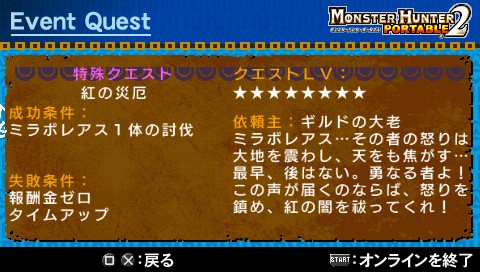 Event Quest
MONSTER HUNTER
PORTABLE 2
特殊クエスト
紅の災厄
成功条件：
ミラボレアス１体の討伐
失敗条件：
報酬金ゼロ
タイムアップ
クエストＬＶ：
★★★★★★★★
依頼主：ギルドの大老
ミラボレアス…その者の怒りは
大地を震わし、天をも焦がす…
最早、後はない。勇なる者よ！
この声が届くのならば、怒りを
鎮め、紅の闇を祓ってくれ！
□ ×:戻る
START:オンラインを終了